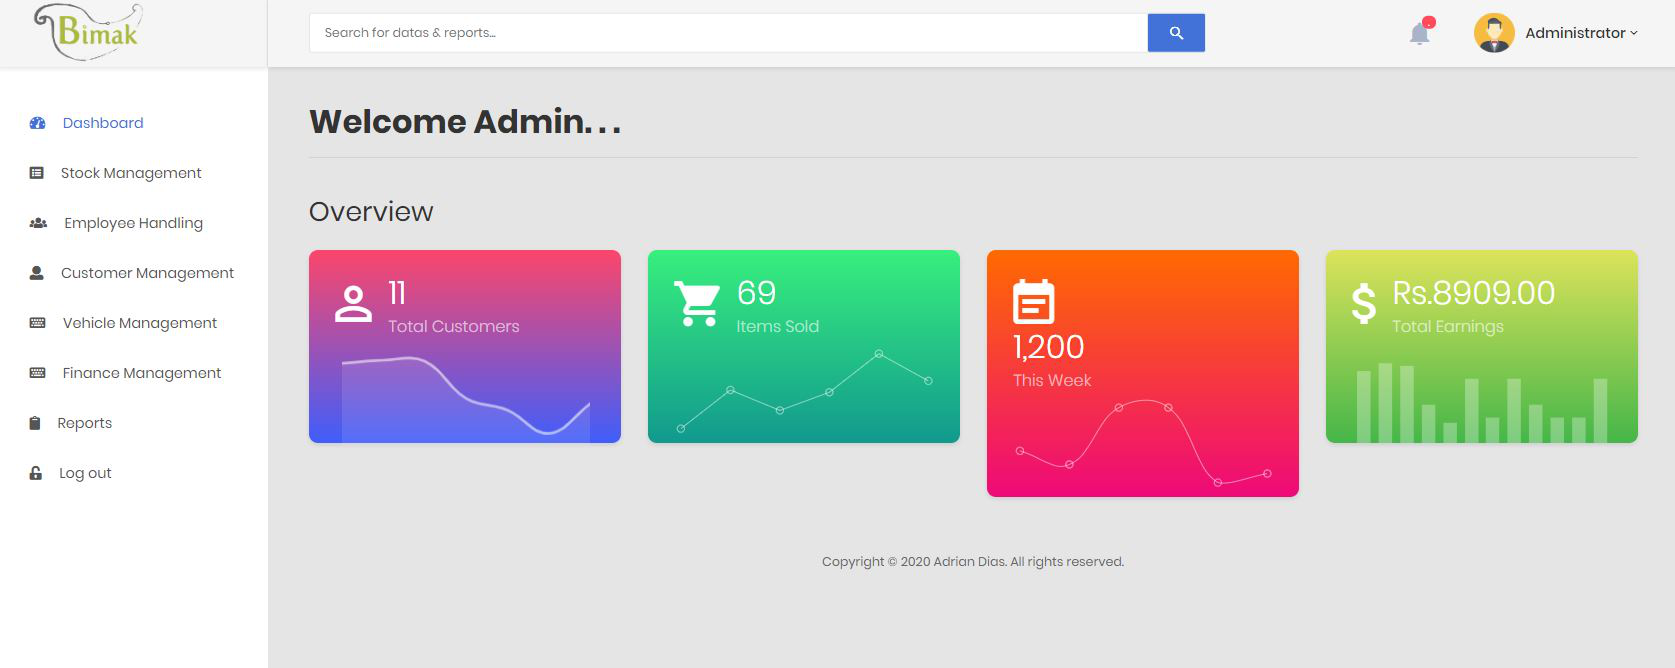 Bimak
Search for datas & reports...
Administrator
Dashboard
Stock Management
Employee Handling
Customer Management
Vehicle Management
Finance Management
Reports
Log out
Welcome Admin. . .
Overview
11
Total Customers
69
Items Sold
1,200
This Week
Rs.8909.00
Total Earnings
Copyright © 2020 Adrian Dias. All rights reserved.